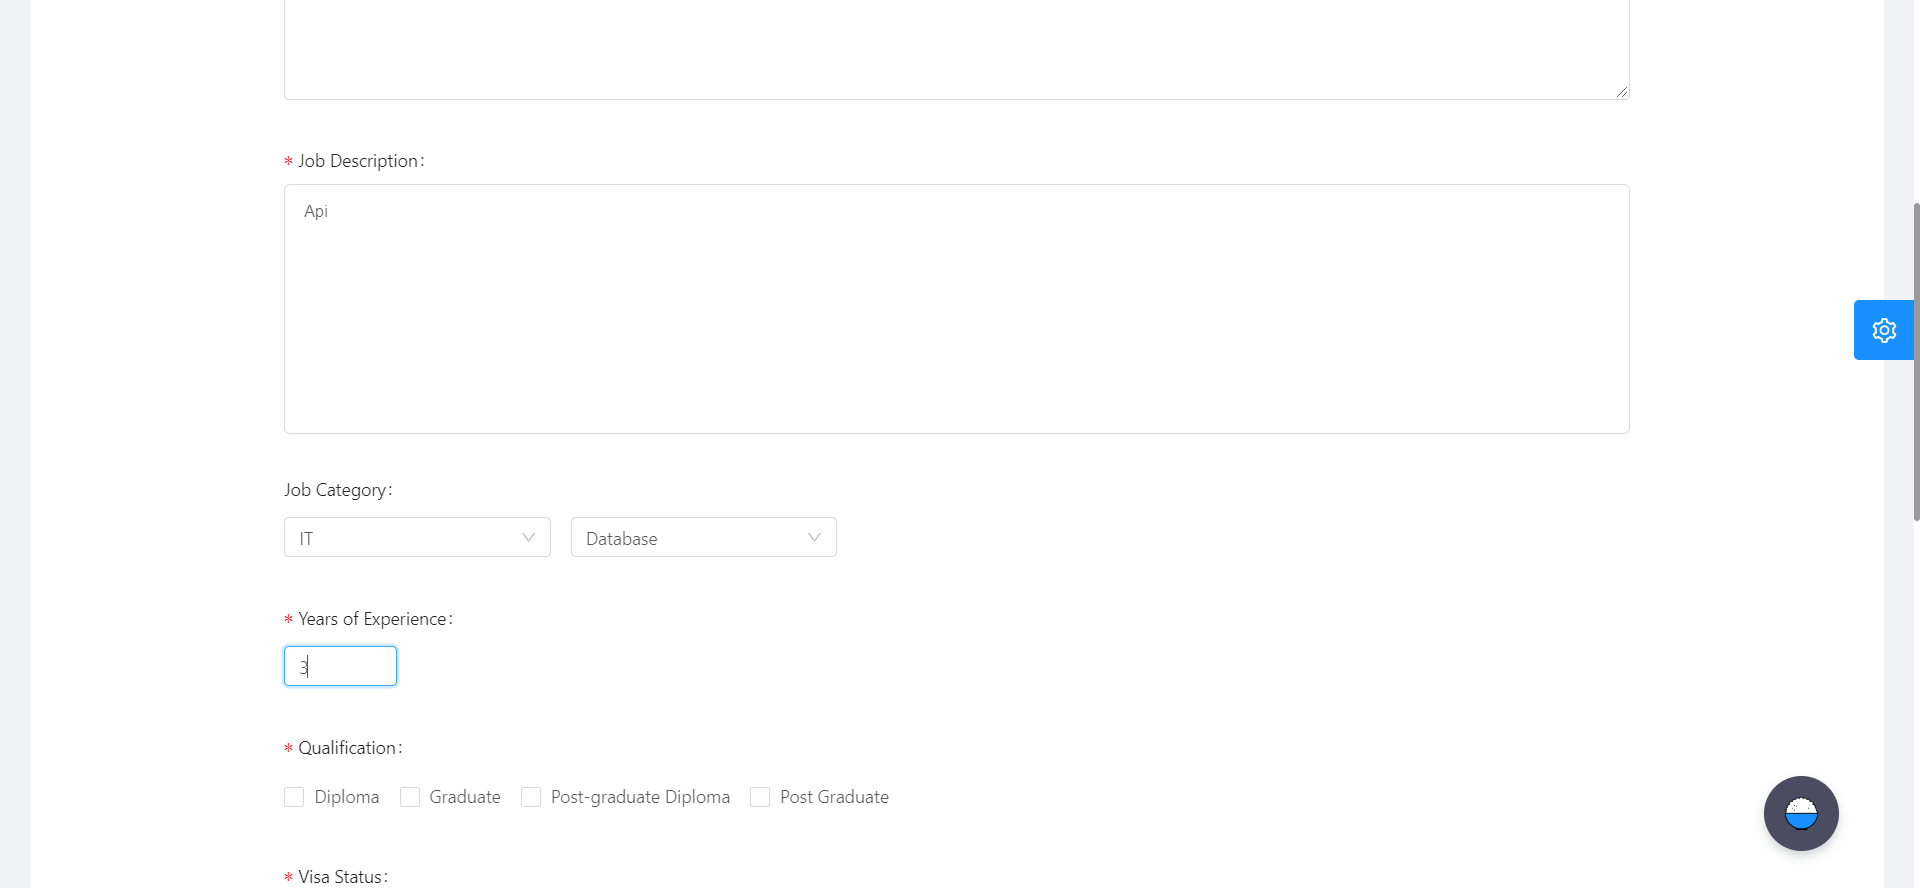 * Job Description:
Api
Job Category:
IT Database
* Years of Experience:
3
* Qualification:
Diploma Graduate Post-graduate Diploma Post Graduate
* Visa Status: